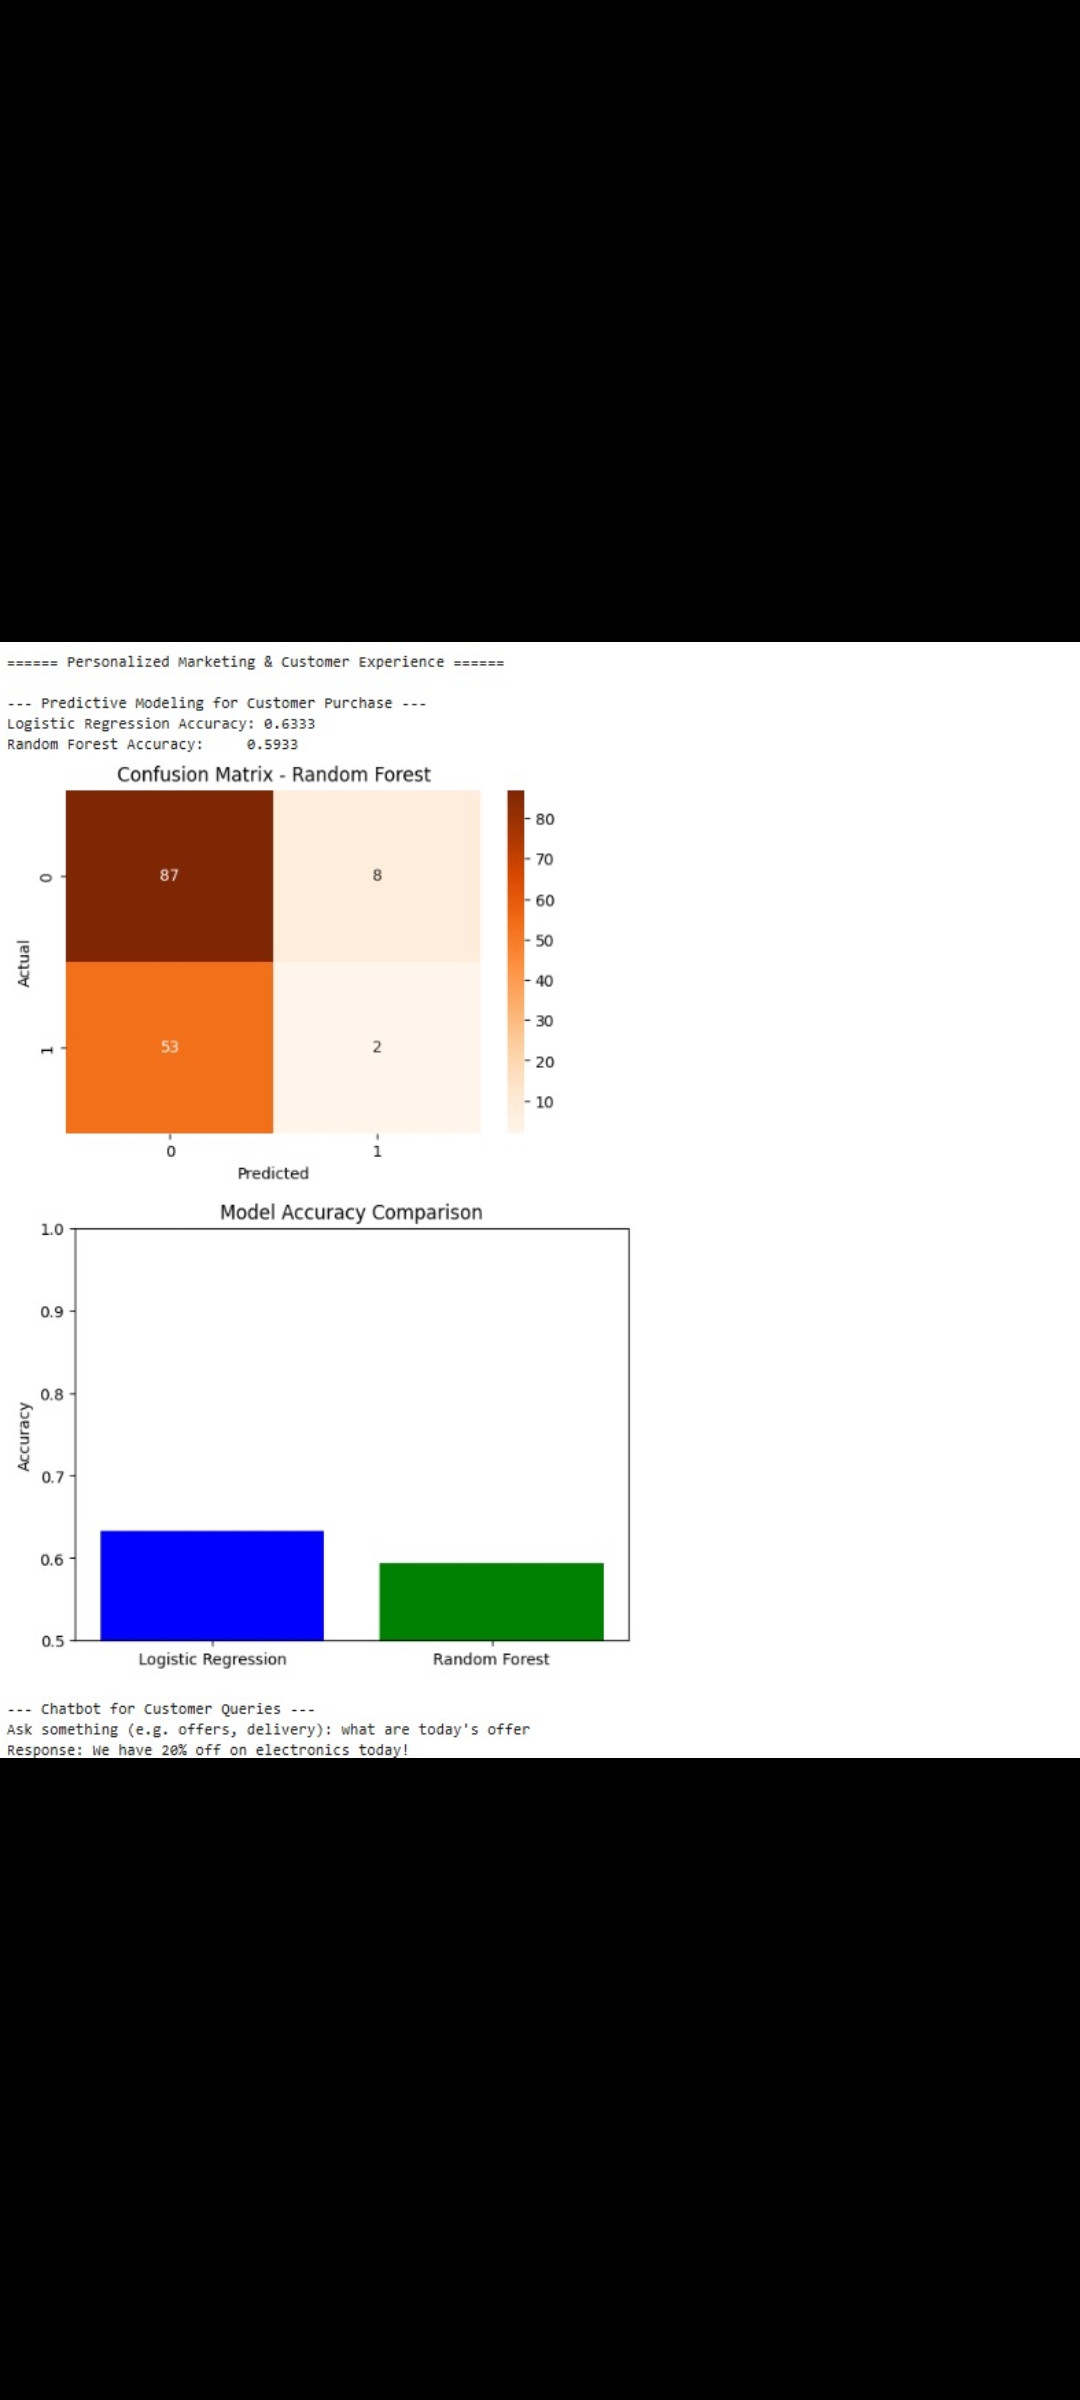 ====== Personalized Marketing & Customer Experience ======
--- Predictive Modeling for Customer Purchase ---
Logistic Regression Accuracy: 0.6333
Random Forest Accuracy:     0.5933
Confusion Matrix - Random Forest
87
8
53
2
Actual
0
1
0
1
Predicted
80
70
60
50
40
30
20
10
Model Accuracy Comparison
1.0
0.9
0.8
0.7
0.6
0.5
Accuracy
Logistic Regression
Random Forest
--- Chatbot for Customer Queries ---
Ask something (e.g. offers, delivery): what are today's offer
Response: We have 20% off on electronics today!